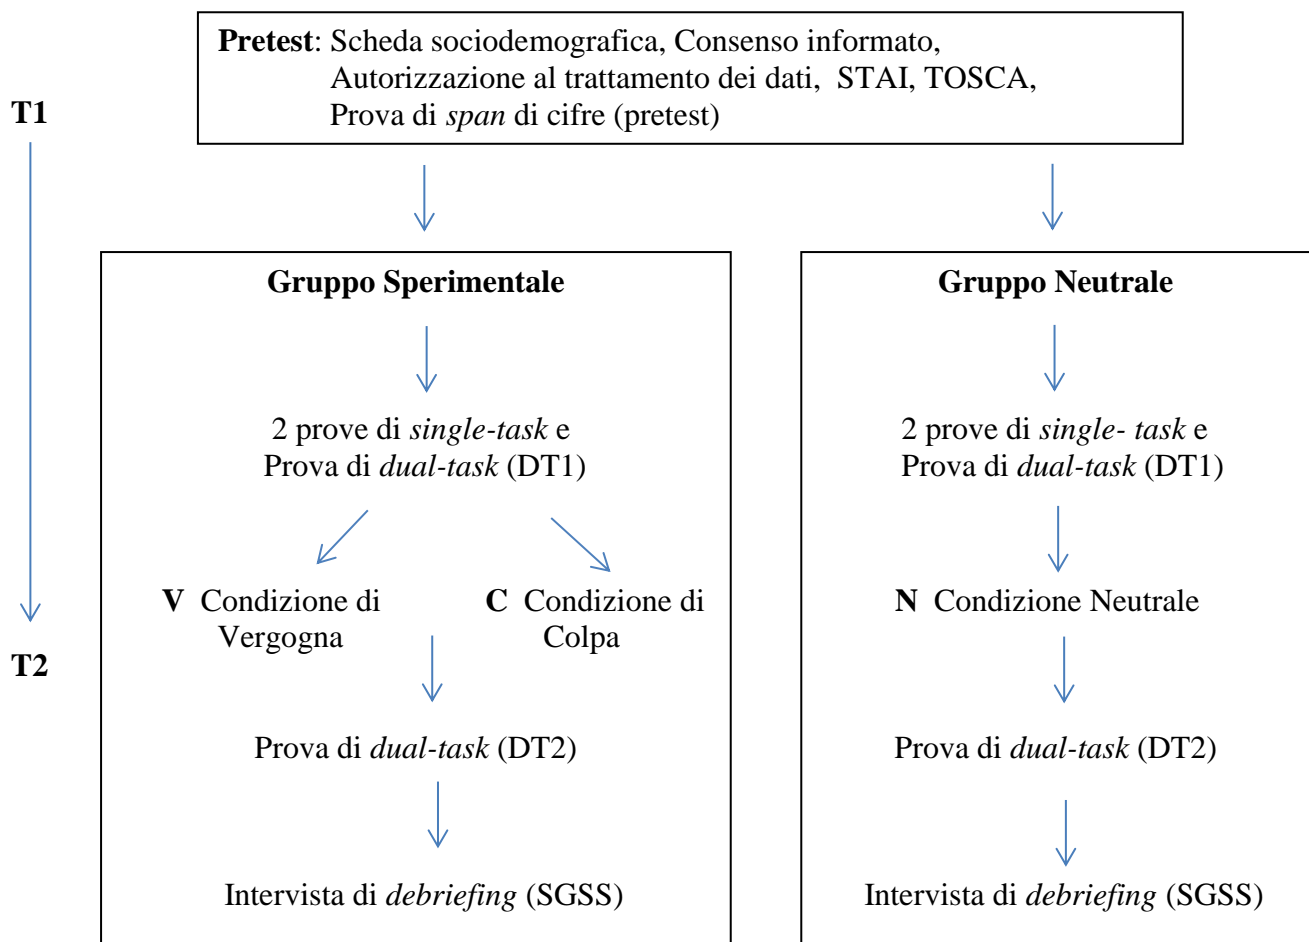 Pretest: Scheda sociodemografica, Consenso informato,
Autorizzazione al trattamento dei dati, STAI, TOSCA,
Prova di span di cifre (pretest)
T1
Gruppo Sperimentale
2 prove di single-task e
Prova di dual-task (DT1)
V Condizione di
Vergogna
C Condizione di
Colpa
T2
Prova di dual-task (DT2)
Intervista di debriefing (SGSS)
Gruppo Neutrale
2 prove di single- task e
Prova di dual-task (DT1)
N Condizione Neutrale
Prova di dual-task (DT2)
Intervista di debriefing (SGSS)